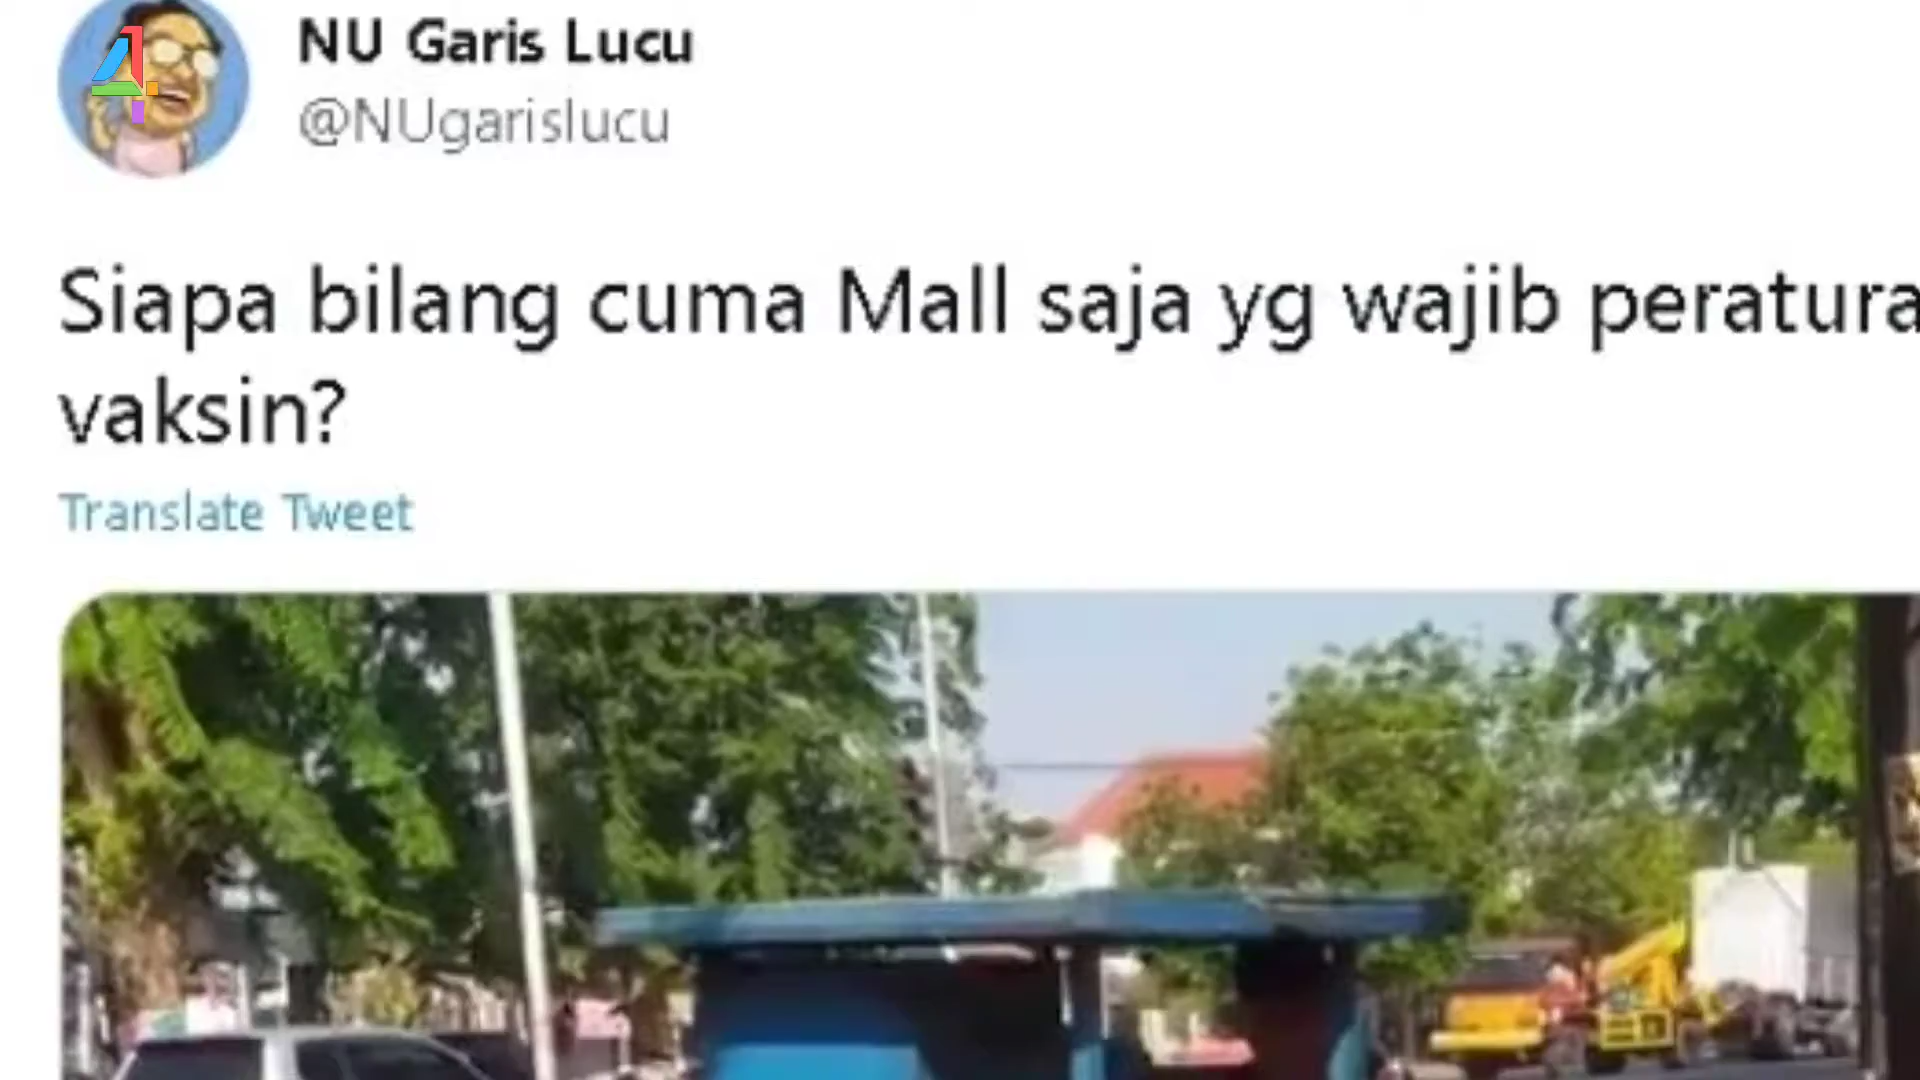 NU Garis Lucu
@NUgarislucu
Siapa bilang cuma Mall saja yg wajib peratura
vaksin?
Translate Tweet